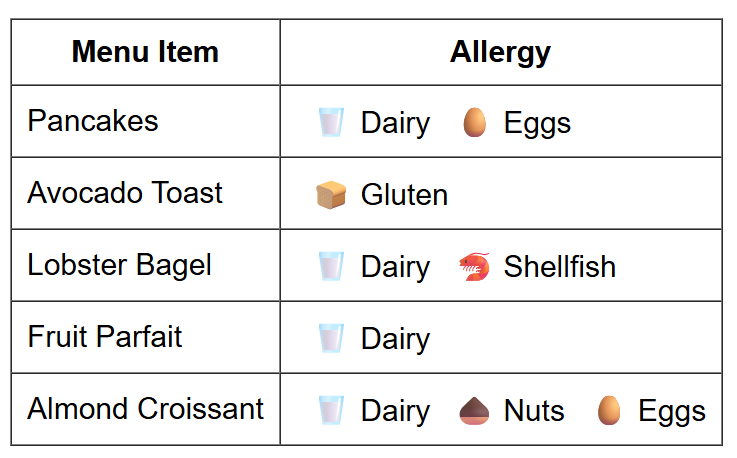 Menu Item Allergy
Pancakes Dairy Eggs
Avocado Toast Gluten
Lobster Bagel Dairy Shellfish
Fruit Parfait Dairy
Almond Croissant Dairy Nuts Eggs